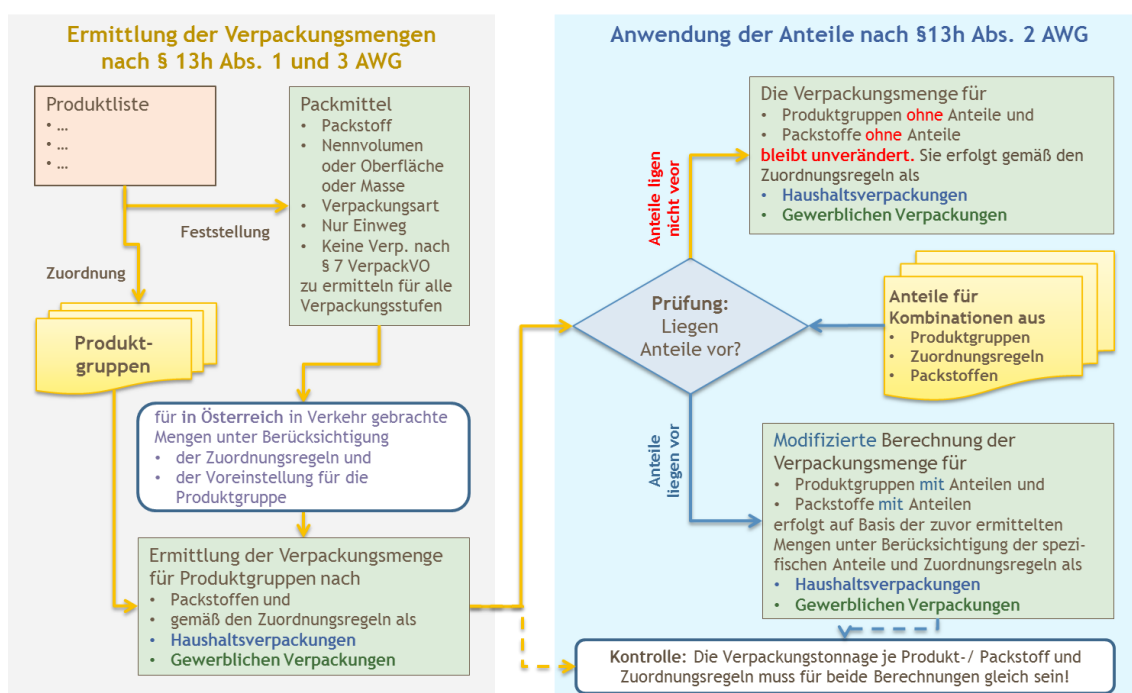 Ermittlung der Verpackungsmengen
nach § 13h Abs. 1 und 3 AWG
Produktliste
• ...
• ...
• ...
Packmittel
• Packstoff
• Nennvolumen
oder Oberfläche
oder Masse
• Verpackungsart
• Nur Einweg
• Keine Verp. nach
§ 7 VerpackVO
zu ermitteln für alle
Verpackungsstufen
Feststellung
Zuordnung
Produkt-
gruppen
für in Österreich in Verkehr gebrachte
Mengen unter Berücksichtigung
• der Zuordnungsregeln und
• der Voreinstellung für die
Produktgruppe
Ermittlung der Verpackungsmenge
für Produktgruppen nach
• Packstoffen und
• gemäß den Zuordnungsregeln als
• Haushaltsverpackungen
• Gewerblichen Verpackungen
Anwendung der Anteile nach §13h Abs. 2 AWG
Die Verpackungsmenge für
• Produktgruppen ohne Anteile und
• Packstoffe ohne Anteile
bleibt unverändert. Sie erfolgt gemäß den
Zuordnungsregeln als
• Haushaltsverpackungen
• Gewerblichen Verpackungen
Anteile ligen
nicht veor
Prüfung:
Liegen
Anteile vor?
Anteile für
Kombinationen aus
• Produktgruppen
• Zuordnungsregeln
• Packstoffen
Anteile
liegen vor
Modifizierte Berechnung der
Verpackungsmenge für
• Produktgruppen mit Anteilen und
• Packstoffe mit Anteilen
erfolgt auf Basis der zuvor ermittelten
Mengen unter Berücksichtigung der spezi-
fischen Anteile und Zuordnungsregeln als
• Haushaltsverpackungen
• Gewerblichen Verpackungen
Kontrolle: Die Verpackungstonnage je Produkt-/ Packstoff und
Zuordnungsregeln muss für beide Berechnungen gleich sein!